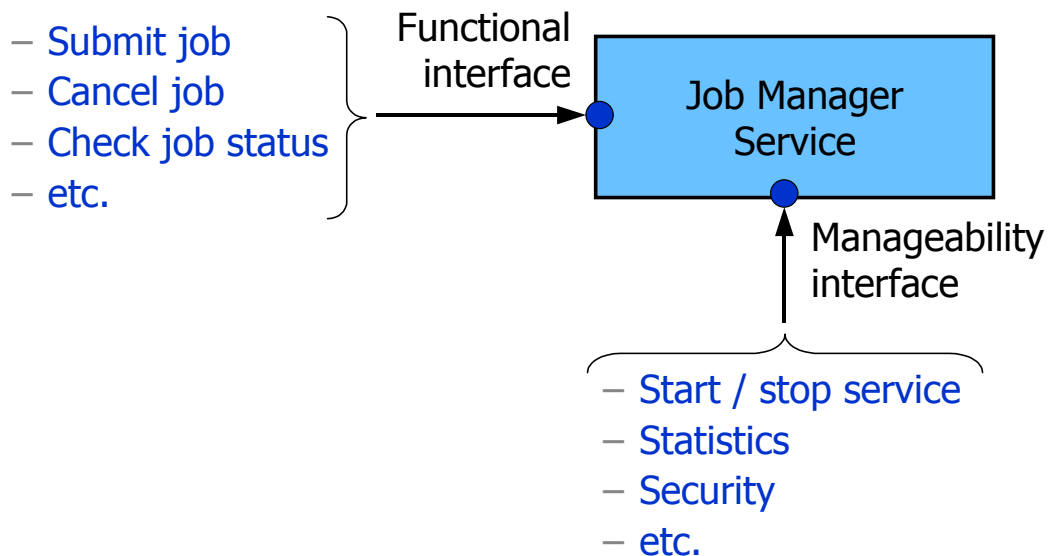 – Submit job
– Cancel job
– Check job status
– etc.
Functional
interface
Job Manager
Service
Manageability
interface
– Start / stop service
– Statistics
– Security
– etc.